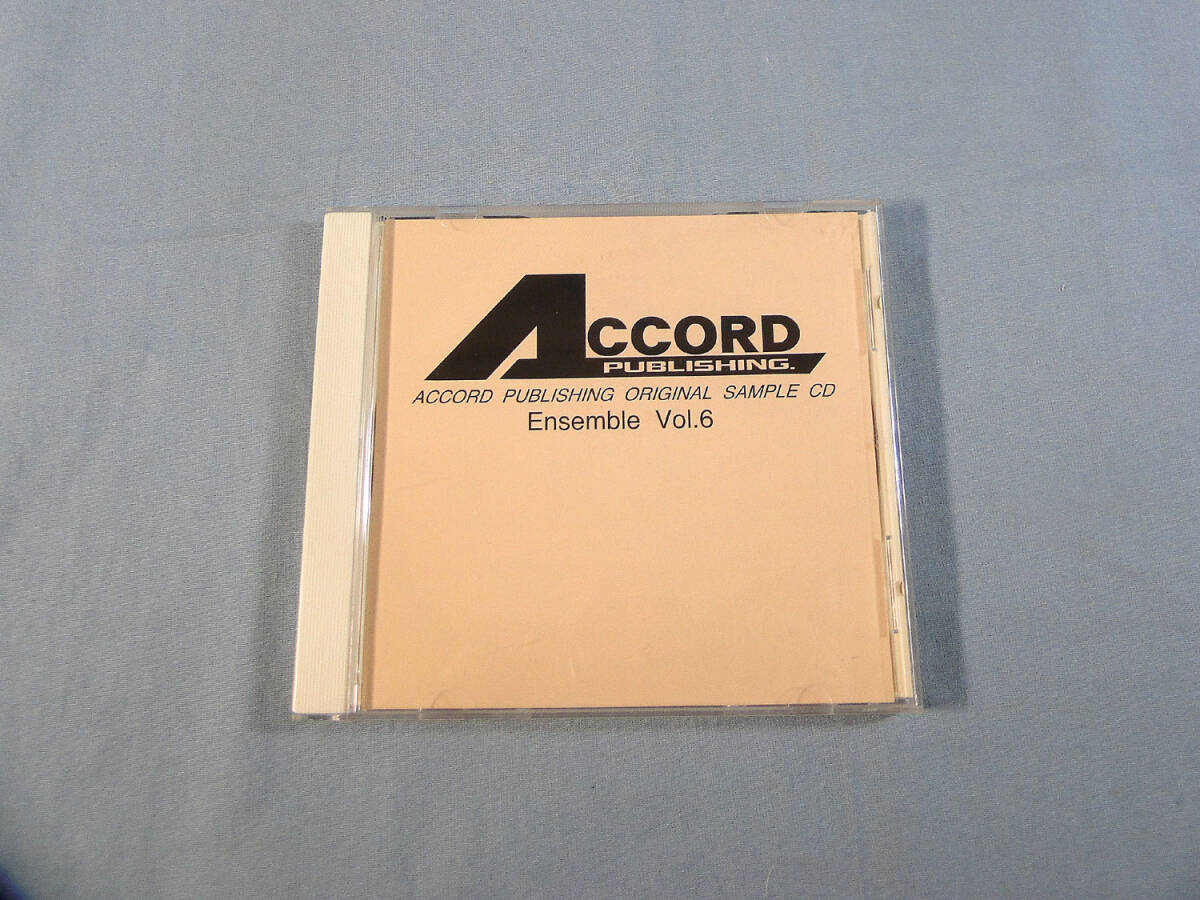 ACCORD
PUBLISHING.
ACCORD PUBLISHING ORIGINAL SAMPLE CD
Ensemble Vol.6